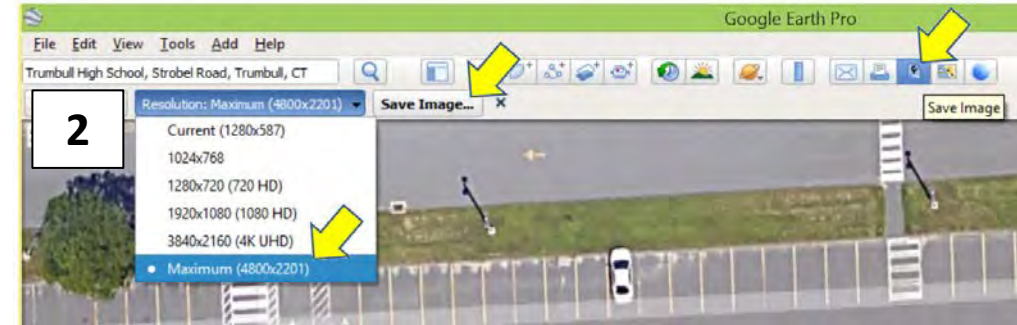 Google Earth Pro
File Edit View Tools Add Help
Trumbull High School, Strobel Road, Trumbull, CT
Resolution: Maximum (4800x2201) Save Image... ×
Save Image
2
Current (1280x587)
1024x768
1280x720 (720 HD)
1920x1080 (1080 HD)
3840x2160 (4K UHD)
Maximum (4800x2201)